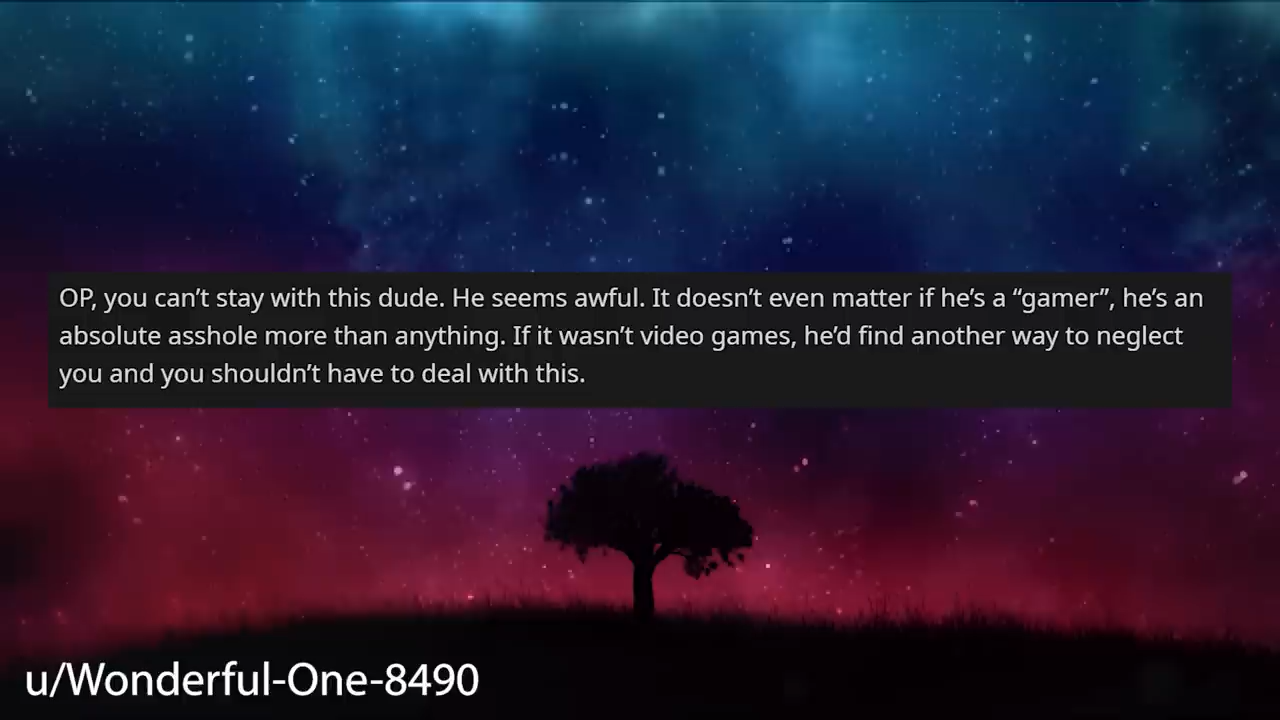 OP, you can’t stay with this dude. He seems awful. It doesn’t even matter if he’s a “gamer”, he’s an
absolute asshole more than anything. If it wasn’t video games, he’d find another way to neglect
you and you shouldn’t have to deal with this.
u/Wonderful-One-8490